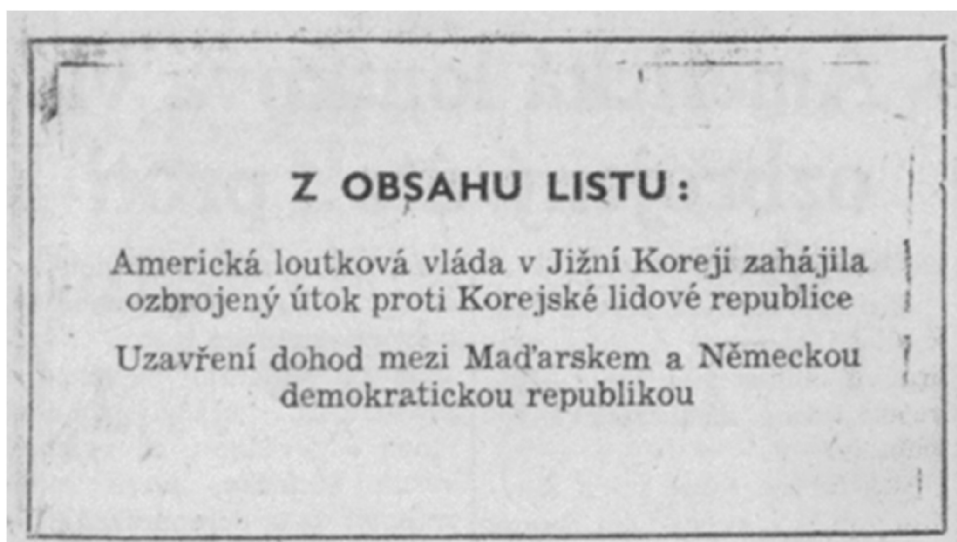 Z OBSAHU LISTU:
Americká loutková vláda v Jižní Koreji zahájila
ozbrojený útok proti Korejské lidové republice
Uzavření dohod mezi Maďarskem a Německou
demokratickou republikou